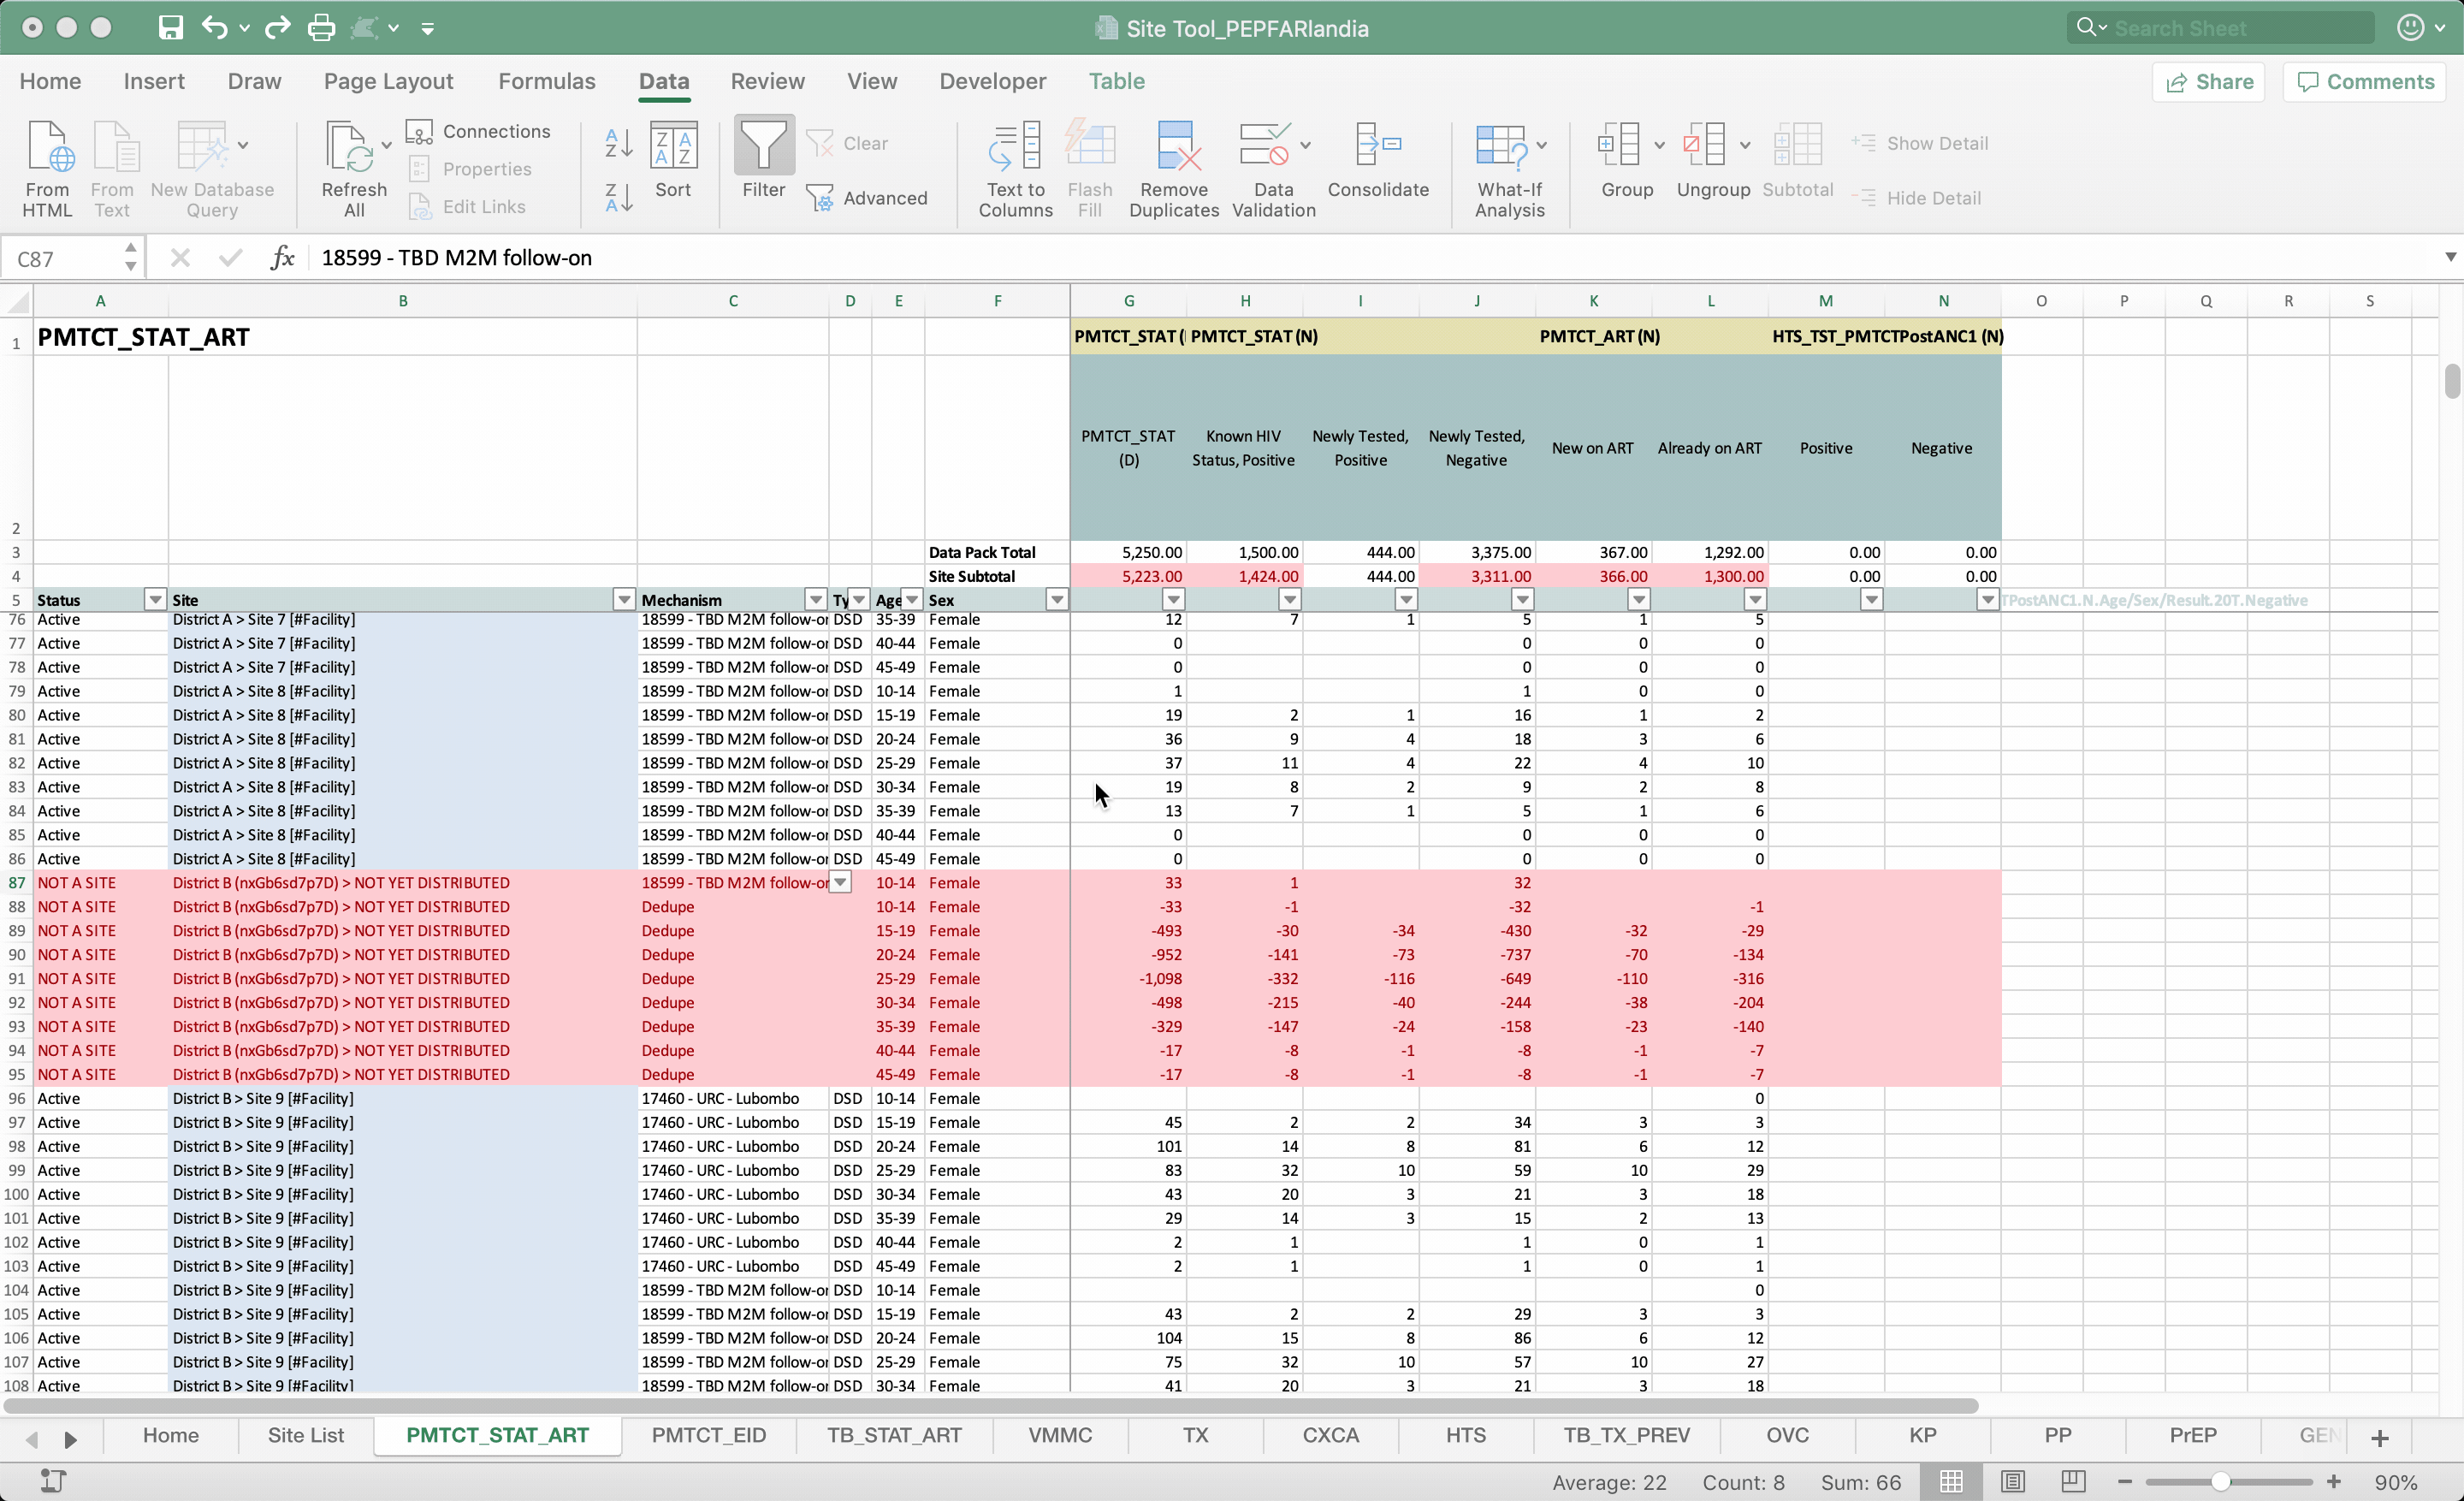 Site Tool_PEPFARlandia
Search Sheet
Home Insert Draw Page Layout Formulas Data Review View Developer Table Share Comments
From HTML
From Text
New Database Query
Refresh All
Connections
Properties
Edit Links
Sort
Filter
Clear
Advanced
Text to Columns
Flash Fill
Remove Duplicates
Data Validation
Consolidate
What-If Analysis
Group
Ungroup
Subtotal
Show Detail
Hide Detail
C87 fx 18599 - TBD M2M follow-on
A B C D E F G H I J K L M N O P Q R S
1 PMTCT_STAT_ART PMTCT_STAT ( PMTCT_STAT (N) PMTCT_ART (N) HTS_TST_PMTCTPostANC1 (N)
2 PMTCT_STAT (D) Known HIV Status, Positive Newly Tested, Positive Newly Tested, Negative New on ART Already on ART Positive Negative
3 Data Pack Total 5,250.00 1,500.00 444.00 3,375.00 367.00 1,292.00 0.00 0.00
4 Site Subtotal 5,223.00 1,424.00 444.00 3,311.00 366.00 1,300.00 0.00 0.00
5 Status Site Mechanism Ty Age Sex TPostANC1.N.Age/Sex/Result.20T.Negative
76 Active District A > Site 7 [#Facility] 18599 - TBD M2M follow-on DSD 35-39 Female 12 7 1 5 1 5
77 Active District A > Site 7 [#Facility] 18599 - TBD M2M follow-on DSD 40-44 Female 0 0 0 0
78 Active District A > Site 7 [#Facility] 18599 - TBD M2M follow-on DSD 45-49 Female 0 0 0 0
79 Active District A > Site 8 [#Facility] 18599 - TBD M2M follow-on DSD 10-14 Female 1 1 0 0
80 Active District A > Site 8 [#Facility] 18599 - TBD M2M follow-on DSD 15-19 Female 19 2 1 16 1 2
81 Active District A > Site 8 [#Facility] 18599 - TBD M2M follow-on DSD 20-24 Female 36 9 4 18 3 6
82 Active District A > Site 8 [#Facility] 18599 - TBD M2M follow-on DSD 25-29 Female 37 11 4 22 4 10
83 Active District A > Site 8 [#Facility] 18599 - TBD M2M follow-on DSD 30-34 Female 19 8 2 9 2 8
84 Active District A > Site 8 [#Facility] 18599 - TBD M2M follow-on DSD 35-39 Female 13 7 1 5 1 6
85 Active District A > Site 8 [#Facility] 18599 - TBD M2M follow-on DSD 40-44 Female 0 0 0 0
86 Active District A > Site 8 [#Facility] 18599 - TBD M2M follow-on DSD 45-49 Female 0 0 0 0
87 NOT A SITE District B (nxGb6sd7p7D) > NOT YET DISTRIBUTED 18599 - TBD M2M follow-on 10-14 Female 33 1 32
88 NOT A SITE District B (nxGb6sd7p7D) > NOT YET DISTRIBUTED Dedupe 10-14 Female -33 -1 -32 -1
89 NOT A SITE District B (nxGb6sd7p7D) > NOT YET DISTRIBUTED Dedupe 15-19 Female -493 -30 -34 -430 -32 -29
90 NOT A SITE District B (nxGb6sd7p7D) > NOT YET DISTRIBUTED Dedupe 20-24 Female -952 -141 -73 -737 -70 -134
91 NOT A SITE District B (nxGb6sd7p7D) > NOT YET DISTRIBUTED Dedupe 25-29 Female -1,098 -332 -116 -649 -110 -316
92 NOT A SITE District B (nxGb6sd7p7D) > NOT YET DISTRIBUTED Dedupe 30-34 Female -498 -215 -40 -244 -38 -204
93 NOT A SITE District B (nxGb6sd7p7D) > NOT YET DISTRIBUTED Dedupe 35-39 Female -329 -147 -24 -158 -23 -140
94 NOT A SITE District B (nxGb6sd7p7D) > NOT YET DISTRIBUTED Dedupe 40-44 Female -17 -8 -1 -8 -1 -7
95 NOT A SITE District B (nxGb6sd7p7D) > NOT YET DISTRIBUTED Dedupe 45-49 Female -17 -8 -1 -8 -1 -7
96 Active District B > Site 9 [#Facility] 17460 - URC - Lubombo DSD 10-14 Female 0
97 Active District B > Site 9 [#Facility] 17460 - URC - Lubombo DSD 15-19 Female 45 2 2 34 3 3
98 Active District B > Site 9 [#Facility] 17460 - URC - Lubombo DSD 20-24 Female 101 14 8 81 6 12
99 Active District B > Site 9 [#Facility] 17460 - URC - Lubombo DSD 25-29 Female 83 32 10 59 10 29
100 Active District B > Site 9 [#Facility] 17460 - URC - Lubombo DSD 30-34 Female 43 20 3 21 3 18
101 Active District B > Site 9 [#Facility] 17460 - URC - Lubombo DSD 35-39 Female 29 14 3 15 2 13
102 Active District B > Site 9 [#Facility] 17460 - URC - Lubombo DSD 40-44 Female 2 1 1 0 1
103 Active District B > Site 9 [#Facility] 17460 - URC - Lubombo DSD 45-49 Female 2 1 1 0 1
104 Active District B > Site 9 [#Facility] 18599 - TBD M2M follow-on DSD 10-14 Female 0
105 Active District B > Site 9 [#Facility] 18599 - TBD M2M follow-on DSD 15-19 Female 43 2 2 29 3 3
106 Active District B > Site 9 [#Facility] 18599 - TBD M2M follow-on DSD 20-24 Female 104 15 8 86 6 12
107 Active District B > Site 9 [#Facility] 18599 - TBD M2M follow-on DSD 25-29 Female 75 32 10 57 10 27
108 Active District B > Site 9 [#Facility] 18599 - TBD M2M follow-on DSD 30-34 Female 41 20 3 21 3 18
Home Site List PMTCT_STAT_ART PMTCT_EID TB_STAT_ART VMMC TX CXCA HTS TB_TX_PREV OVC KP PP PrEP GEN
Average: 22 Count: 8 Sum: 66 90%